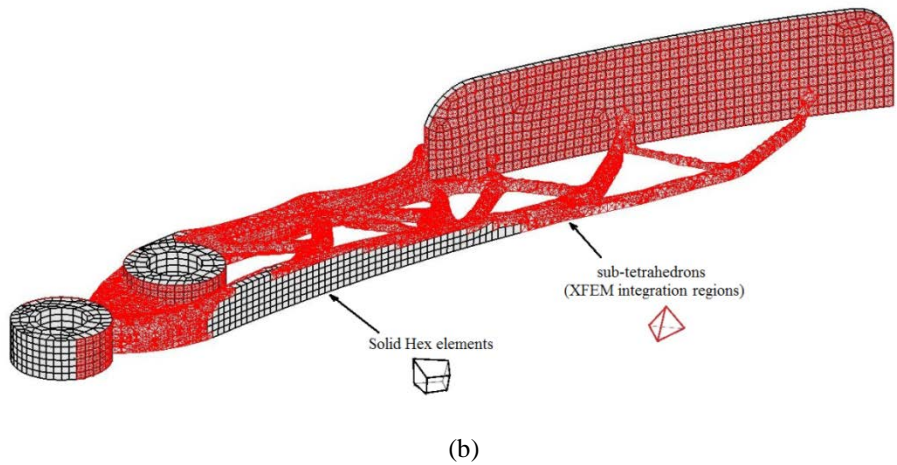 sub-tetrahedrons
(XFEM integration regions)
Solid Hex elements
(b)